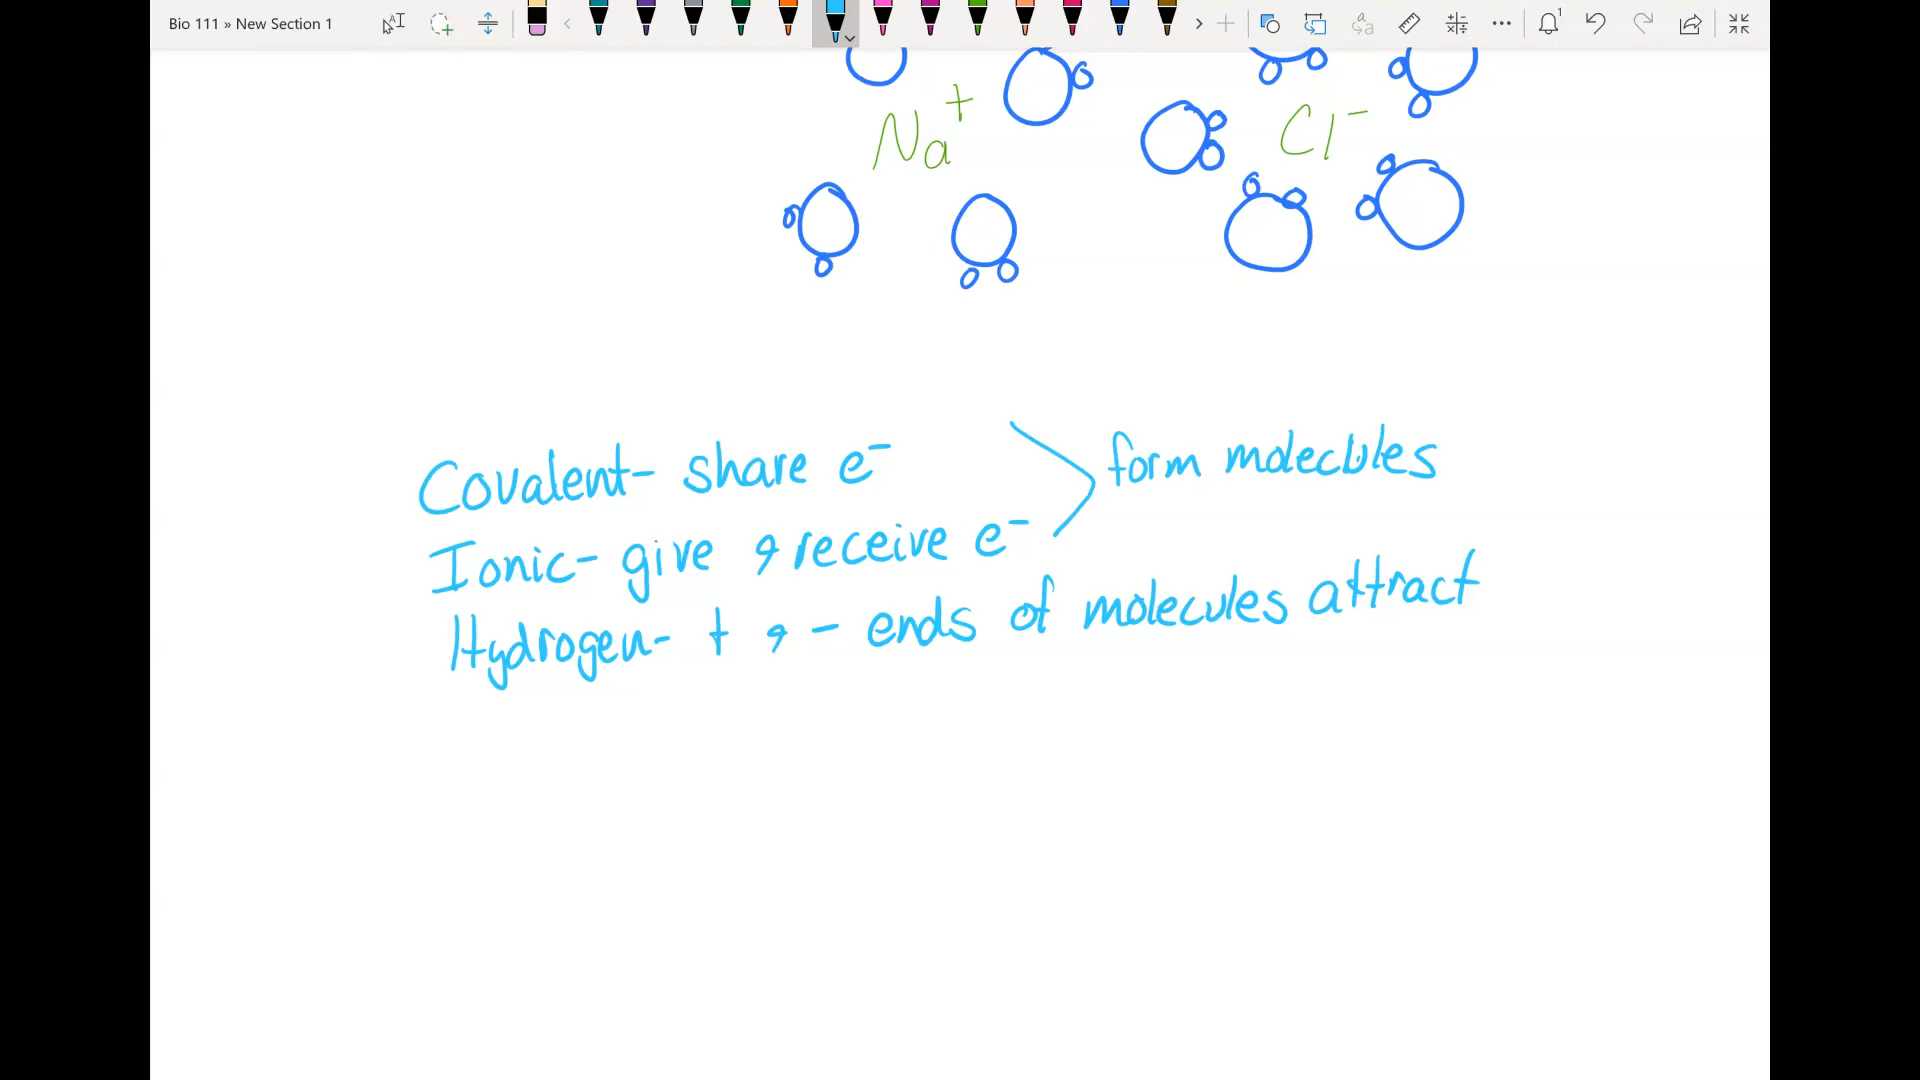 Bio 111 » New Section 1
1
Na+
Cl-
Covalent- share e-
form molecules
Ionic- give & receive e-
Hydrogen- + & - ends of molecules attract